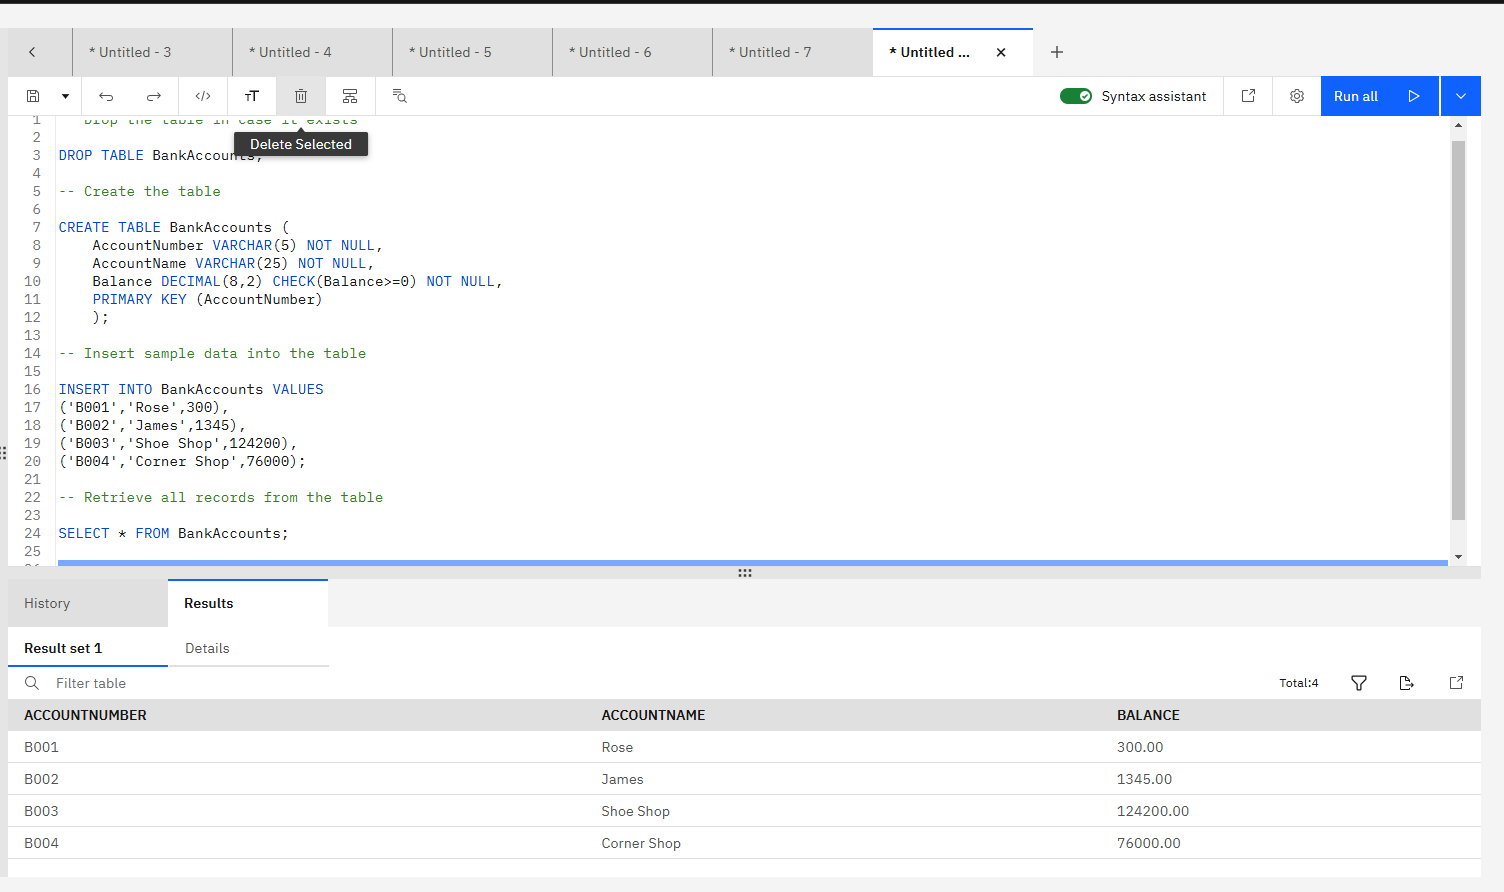 * Untitled - 3
* Untitled - 4
* Untitled - 5
* Untitled - 6
* Untitled - 7
* Untitled ...
Syntax assistant
Run all
Delete Selected
1 Drop the table in case it exists
2
3 DROP TABLE BankAccounts;
4
5 -- Create the table
6
7 CREATE TABLE BankAccounts (
8 AccountNumber VARCHAR(5) NOT NULL,
9 AccountName VARCHAR(25) NOT NULL,
10 Balance DECIMAL(8,2) CHECK(Balance>=0) NOT NULL,
11 PRIMARY KEY (AccountNumber)
12 );
13
14 -- Insert sample data into the table
15
16 INSERT INTO BankAccounts VALUES
17 ('B001','Rose',300),
18 ('B002','James',1345),
19 ('B003','Shoe Shop',124200),
20 ('B004','Corner Shop',76000);
21
22 -- Retrieve all records from the table
23
24 SELECT * FROM BankAccounts;
25
History
Results
Result set 1
Details
Filter table
Total:4
ACCOUNTNUMBER ACCOUNTNAME BALANCE
B001 Rose 300.00
B002 James 1345.00
B003 Shoe Shop 124200.00
B004 Corner Shop 76000.00